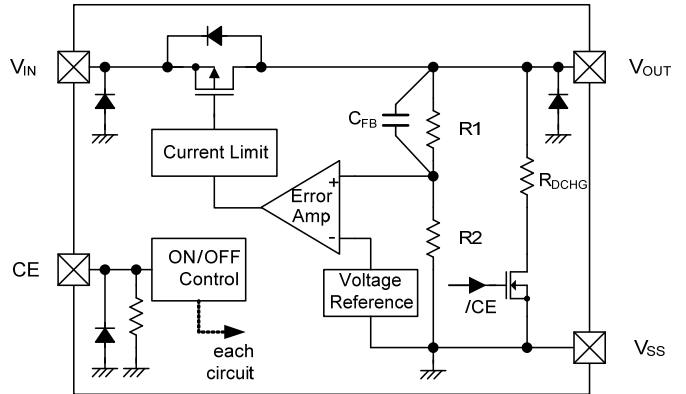 VIN
VOUT
CFB
R1
Current Limit
RDCHG
+
Error
Amp
-
R2
CE
ON/OFF
Control
Voltage
Reference
/CE
each
circuit
VSS